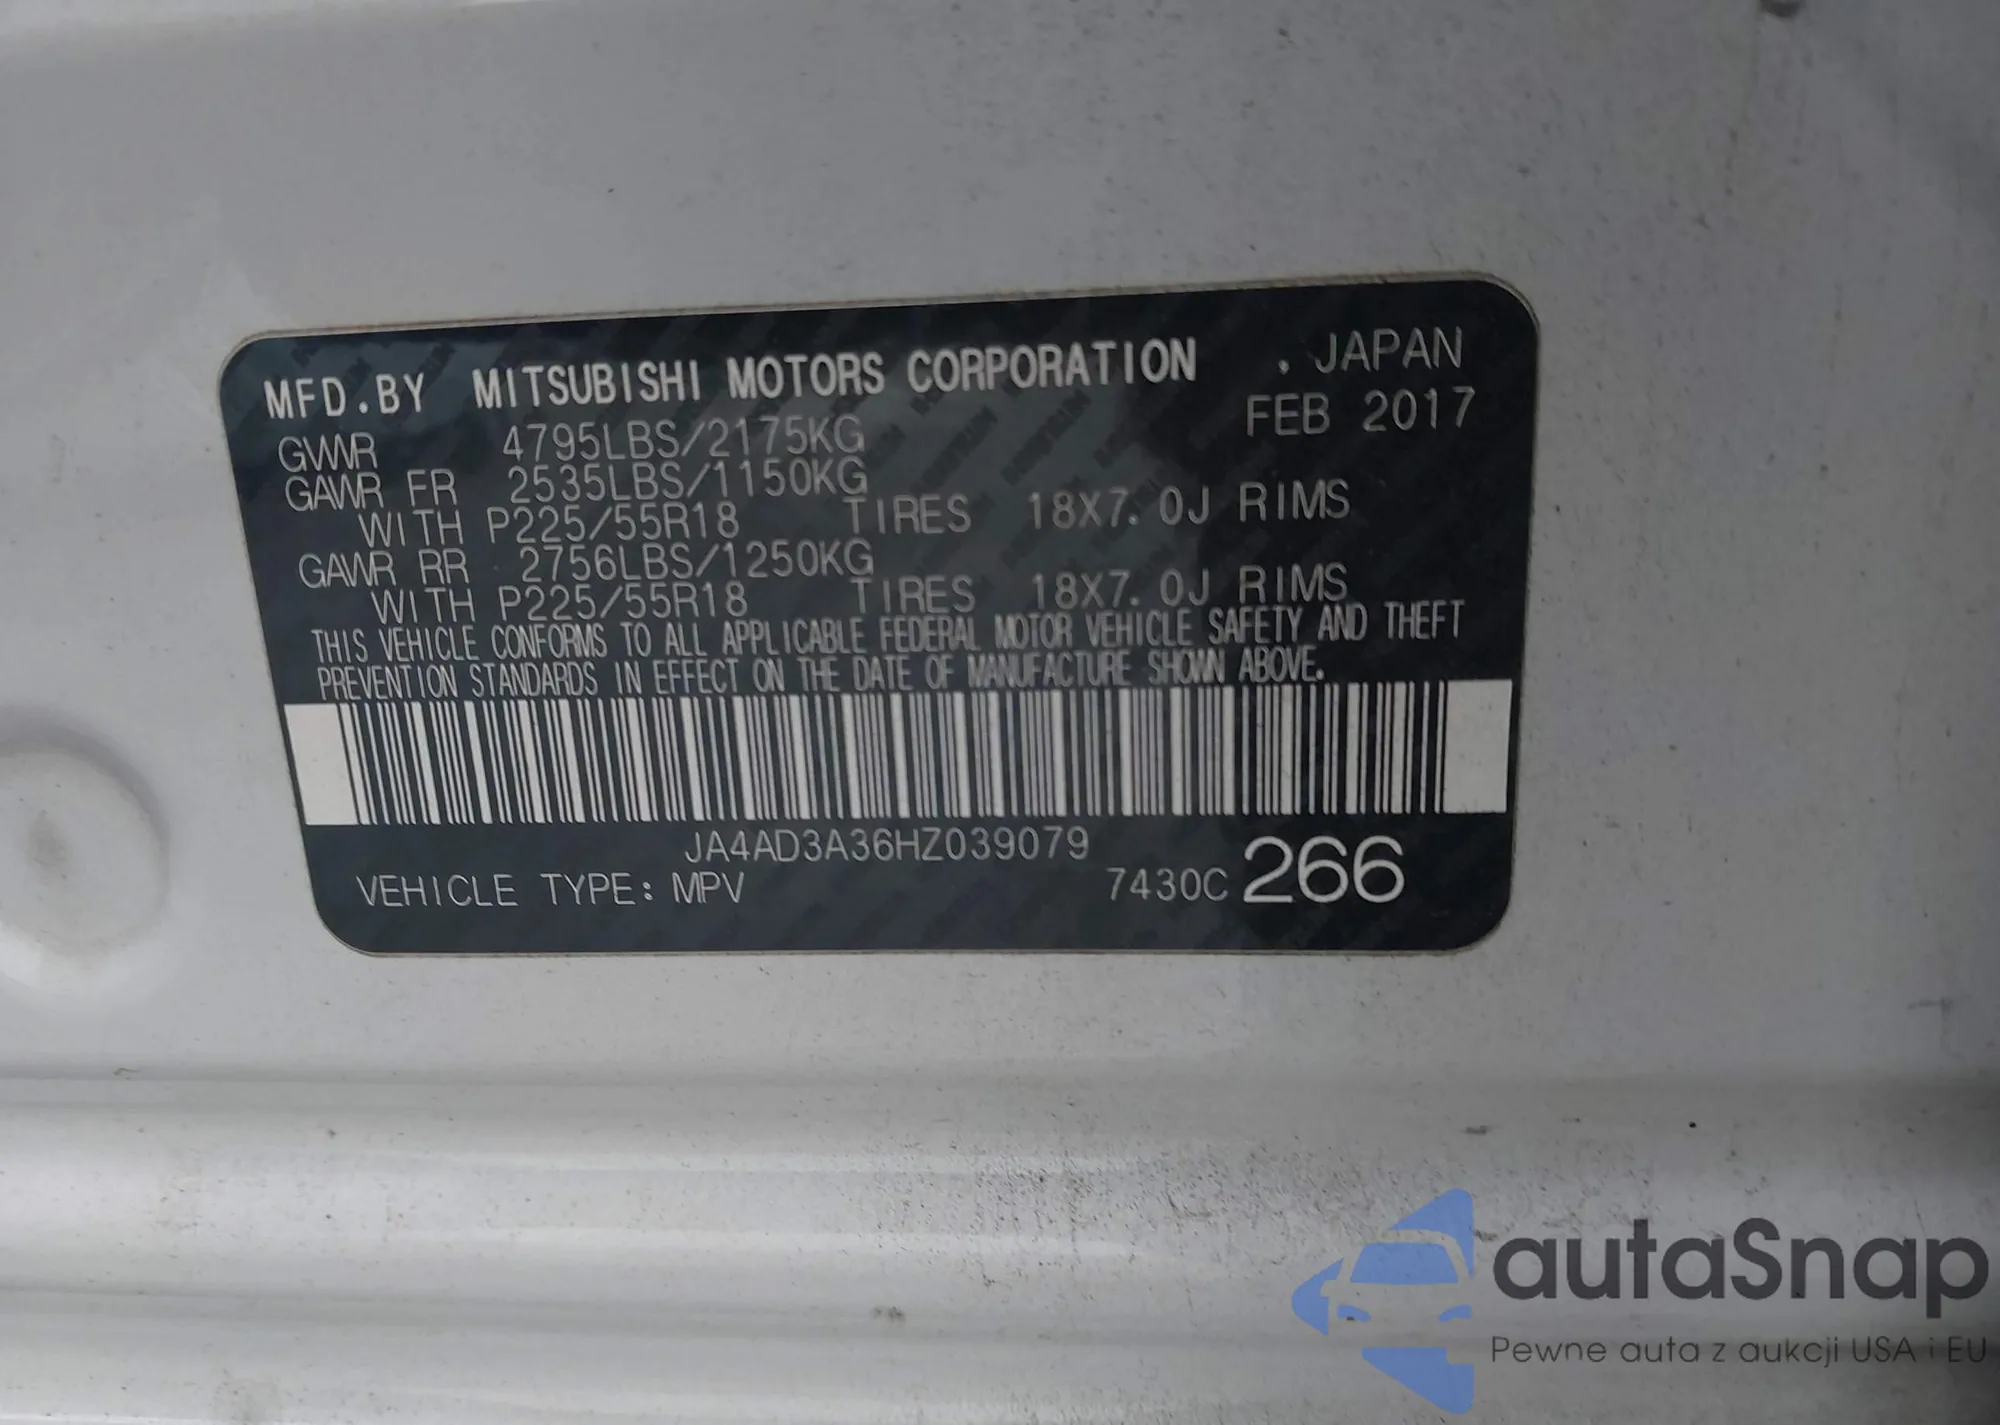 MFD.BY MITSUBISHI MOTORS CORPORATION . JAPAN
GVWR 4795LBS/2175KG FEB 2017
GAWR FR 2535LBS/1150KG
WITH P225/55R18 TIRES 18X7.0J RIMS
GAWR RR 2756LBS/1250KG
WITH P225/55R18 TIRES 18X7.0J RIMS
THIS VEHICLE CONFORMS TO ALL APPLICABLE FEDERAL MOTOR VEHICLE SAFETY AND THEFT
PREVENTION STANDARDS IN EFFECT ON THE DATE OF MANUFACTURE SHOWN ABOVE.
JA4AD3A36HZ039079
VEHICLE TYPE: MPV 7430C 266
autaSnap
Pewne auta z aukcji USA i EU